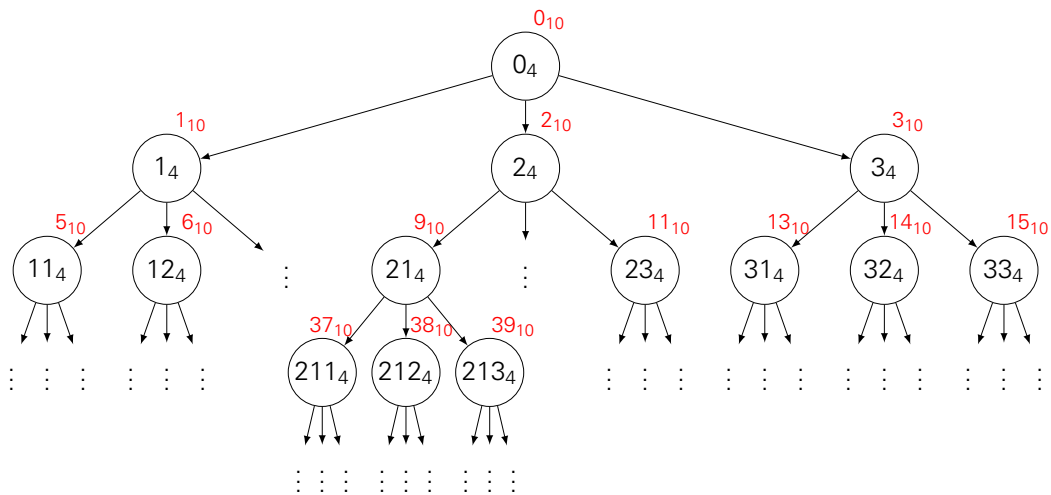 0₁₀
0₄
1₁₀ 2₁₀ 3₁₀
1₄ 2₄ 3₄
5₁₀ 6₁₀ 9₁₀ 11₁₀ 13₁₀ 14₁₀ 15₁₀
11₄ 12₄ ⋮ 21₄ ⋮ 23₄ 31₄ 32₄ 33₄
37₁₀ 38₁₀ 39₁₀
⋮ ⋮ ⋮ ⋮ ⋮ ⋮ 211₄ 212₄ 213₄ ⋮ ⋮ ⋮ ⋮ ⋮ ⋮ ⋮ ⋮ ⋮ ⋮ ⋮ ⋮
⋮ ⋮ ⋮ ⋮ ⋮ ⋮ ⋮ ⋮ ⋮